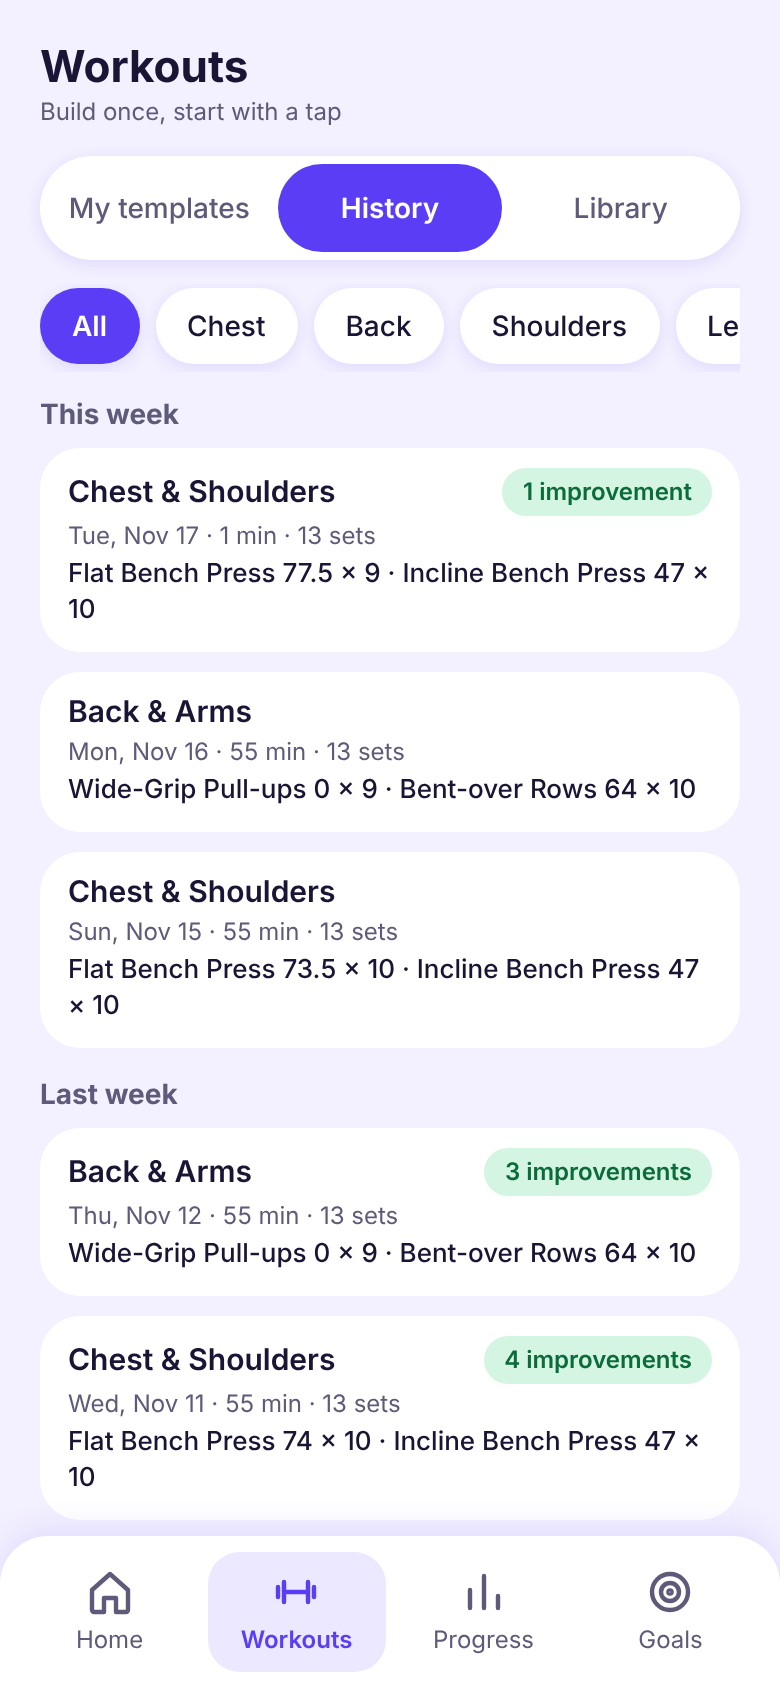 Workouts
Build once, start with a tap
My templates History Library
All Chest Back Shoulders Le
This week
Chest & Shoulders 1 improvement
Tue, Nov 17 · 1 min · 13 sets
Flat Bench Press 77.5 × 9 · Incline Bench Press 47 ×
10
Back & Arms
Mon, Nov 16 · 55 min · 13 sets
Wide-Grip Pull-ups 0 × 9 · Bent-over Rows 64 × 10
Chest & Shoulders
Sun, Nov 15 · 55 min · 13 sets
Flat Bench Press 73.5 × 10 · Incline Bench Press 47
× 10
Last week
Back & Arms 3 improvements
Thu, Nov 12 · 55 min · 13 sets
Wide-Grip Pull-ups 0 × 9 · Bent-over Rows 64 × 10
Chest & Shoulders 4 improvements
Wed, Nov 11 · 55 min · 13 sets
Flat Bench Press 74 × 10 · Incline Bench Press 47 ×
10
Home Workouts Progress Goals